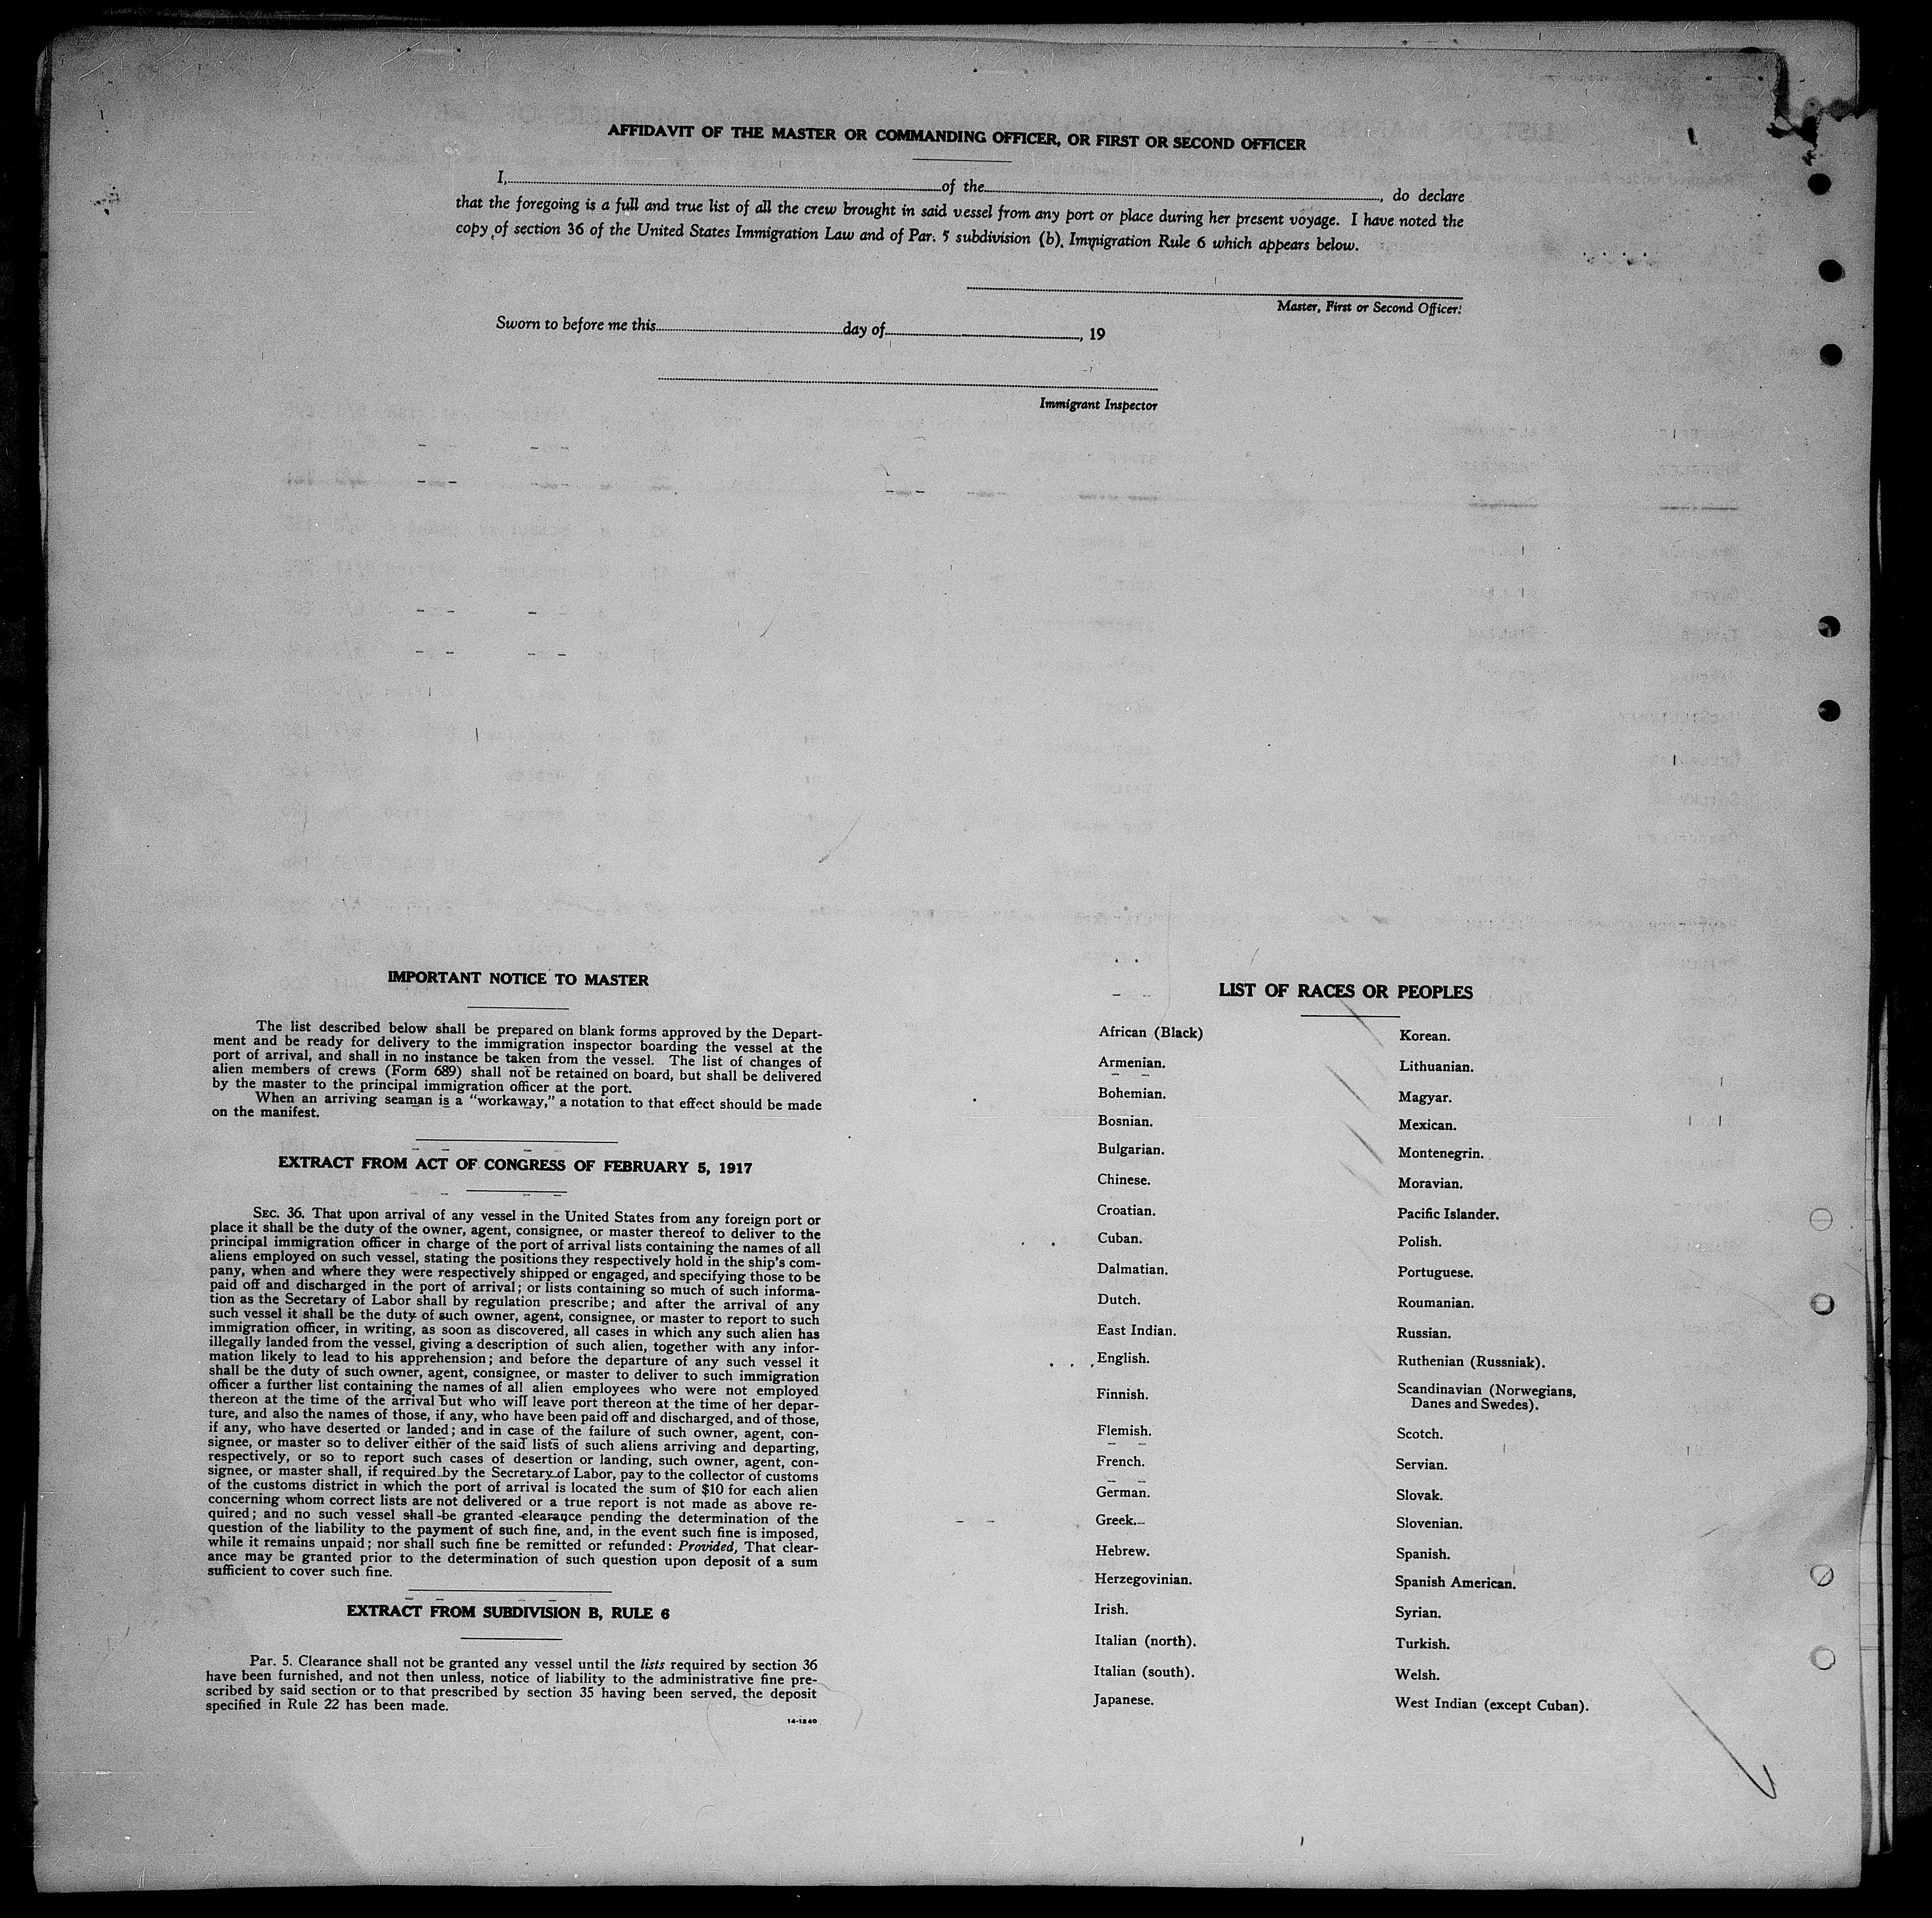 AFFIDAVIT OF THE MASTER OR COMMANDING OFFICER, OR FIRST OR SECOND OFFICER
I, of the , do declare
that the foregoing is a full and true list of all the crew brought in said vessel from any port or place during her present voyage. I have noted the
copy of section 36 of the United States Immigration Law and of Par. 5 subdivision (b), Immigration Rule 6 which appears below.
Master, First or Second Officer.
Sworn to before me this day of , 19
Immigrant Inspector
IMPORTANT NOTICE TO MASTER
The list described below shall be prepared on blank forms approved by the Depart-
ment and be ready for delivery to the immigration inspector boarding the vessel at the
port of arrival, and shall in no instance be taken from the vessel. The list of changes of
alien members of crews (Form 689) shall not be retained on board, but shall be delivered
by the master to the principal immigration officer at the port.
When an arriving seaman is a "workaway," a notation to that effect should be made
on the manifest.
EXTRACT FROM ACT OF CONGRESS OF FEBRUARY 5, 1917
SEC. 36. That upon arrival of any vessel in the United States from any foreign port or
place it shall be the duty of the owner, agent, consignee, or master thereof to deliver to the
principal immigration officer in charge of the port of arrival lists containing the names of all
aliens employed on such vessel, stating the positions they respectively hold in the ship's com-
pany, when and where they were respectively shipped or engaged, and specifying those to be
paid off and discharged in the port of arrival; or lists containing so much of such informa-
tion as the Secretary of Labor shall by regulation prescribe; and after the arrival of any
such vessel it shall be the duty of such owner, agent, consignee, or master to report to such
immigration officer, in writing, as soon as discovered, all cases in which any such alien has
illegally landed from the vessel, giving a description of such alien, together with any infor-
mation likely to lead to his apprehension; and before the departure of any such vessel it
shall be the duty of such owner, agent, consignee, or master to deliver to such immigration
officer a further list containing the names of all alien employees who were not employed
thereon at the time of the arrival but who will leave port thereon at the time of her depar-
ture, and also the names of those, if any, who have been paid off and discharged, and of those,
if any, who have deserted or landed; and in case of the failure of such owner, agent, con-
signee, or master so to deliver either of the said lists of such aliens arriving and departing,
respectively, or so to report such cases of desertion or landing, such owner, agent, con-
signee, or master shall, if required by the Secretary of Labor, pay to the collector of customs
of the customs district in which the port of arrival is located the sum of $10 for each alien
concerning whom correct lists are not delivered or a true report is not made as above re-
quired; and no such vessel shall be granted clearance pending the determination of the
question of the liability to the payment of such fine, and, in the event such fine is imposed,
while it remains unpaid; nor shall such fine be remitted or refunded: Provided, That clear-
ance may be granted prior to the determination of such question upon deposit of a sum
sufficient to cover such fine.
EXTRACT FROM SUBDIVISION B, RULE 6
Par. 5. Clearance shall not be granted any vessel until the lists required by section 36
have been furnished, and not then unless, notice of liability to the administrative fine pre-
scribed by said section or to that prescribed by section 35 having been served, the deposit
specified in Rule 22 has been made.
14-1240
LIST OF RACES OR PEOPLES
African (Black)
Armenian.
Bohemian.
Bosnian.
Bulgarian.
Chinese.
Croatian.
Cuban.
Dalmatian.
Dutch.
East Indian.
English.
Finnish.
Flemish.
French.
German.
Greek.
Hebrew.
Herzegovinian.
Irish.
Italian (north).
Italian (south).
Japanese.
Korean.
Lithuanian.
Magyar.
Mexican.
Montenegrin.
Moravian.
Pacific Islander.
Polish.
Portuguese.
Roumanian.
Russian.
Ruthenian (Russniak).
Scandinavian (Norwegians,
Danes and Swedes).
Scotch.
Servian.
Slovak.
Slovenian.
Spanish.
Spanish American.
Syrian.
Turkish.
Welsh.
West Indian (except Cuban).